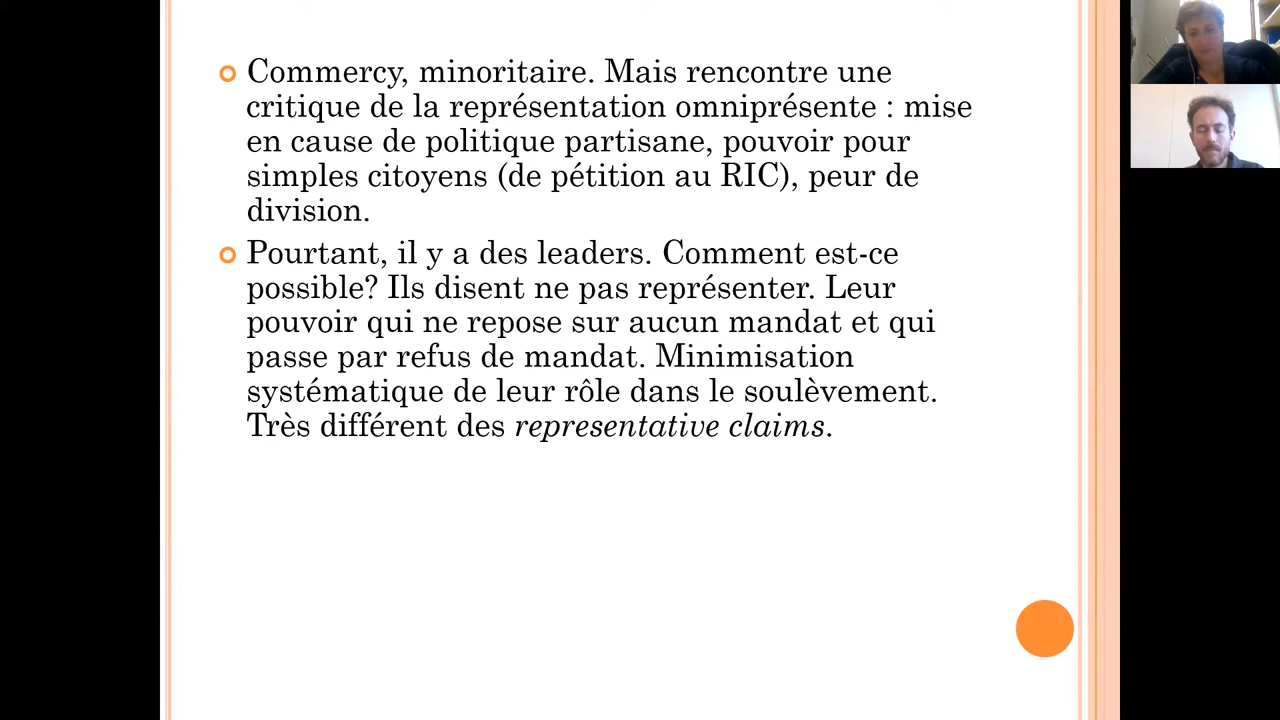 Commercy, minoritaire. Mais rencontre une
critique de la représentation omniprésente : mise
en cause de politique partisane, pouvoir pour
simples citoyens (de pétition au RIC), peur de
division.
Pourtant, il y a des leaders. Comment est-ce
possible? Ils disent ne pas représenter. Leur
pouvoir qui ne repose sur aucun mandat et qui
passe par refus de mandat. Minimisation
systématique de leur rôle dans le soulèvement.
Très différent des representative claims.